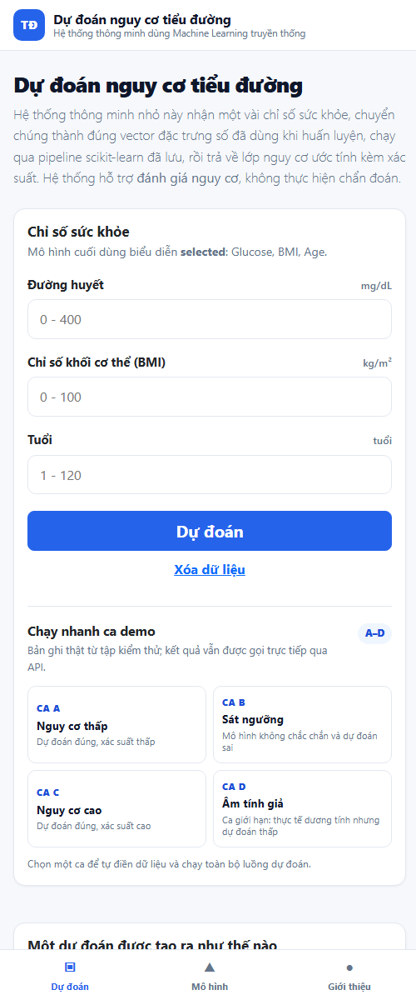 TĐ
Dự đoán nguy cơ tiểu đường
Hệ thống thông minh dùng Machine Learning truyền thống
Dự đoán nguy cơ tiểu đường
Hệ thống thông minh nhỏ này nhận một vài chỉ số sức khỏe, chuyển
chúng thành đúng vector đặc trưng số đã dùng khi huấn luyện, chạy
qua pipeline scikit-learn đã lưu, rồi trả về lớp nguy cơ ước tính kèm xác
suất. Hệ thống hỗ trợ đánh giá nguy cơ, không thực hiện chẩn đoán.
Chỉ số sức khỏe
Mô hình cuối dùng biểu diễn selected: Glucose, BMI, Age.
Đường huyết mg/dL
0 - 400
Chỉ số khối cơ thể (BMI) kg/m²
0 - 100
Tuổi tuổi
1 - 120
Dự đoán
Xóa dữ liệu
Chạy nhanh ca demo A–D
Bản ghi thật từ tập kiểm thử; kết quả vẫn được gọi trực tiếp qua
API.
CA A
Nguy cơ thấp
Dự đoán đúng, xác suất thấp
CA B
Sát ngưỡng
Mô hình không chắc chắn và dự đoán
sai
CA C
Nguy cơ cao
Dự đoán đúng, xác suất cao
CA D
Âm tính giả
Ca giới hạn: thực tế dương tính nhưng
dự đoán thấp
Chọn một ca để tự điền dữ liệu và chạy toàn bộ luồng dự đoán.
Một dự đoán được tạo ra như thế nào
Dự đoán
Mô hình
Giới thiệu